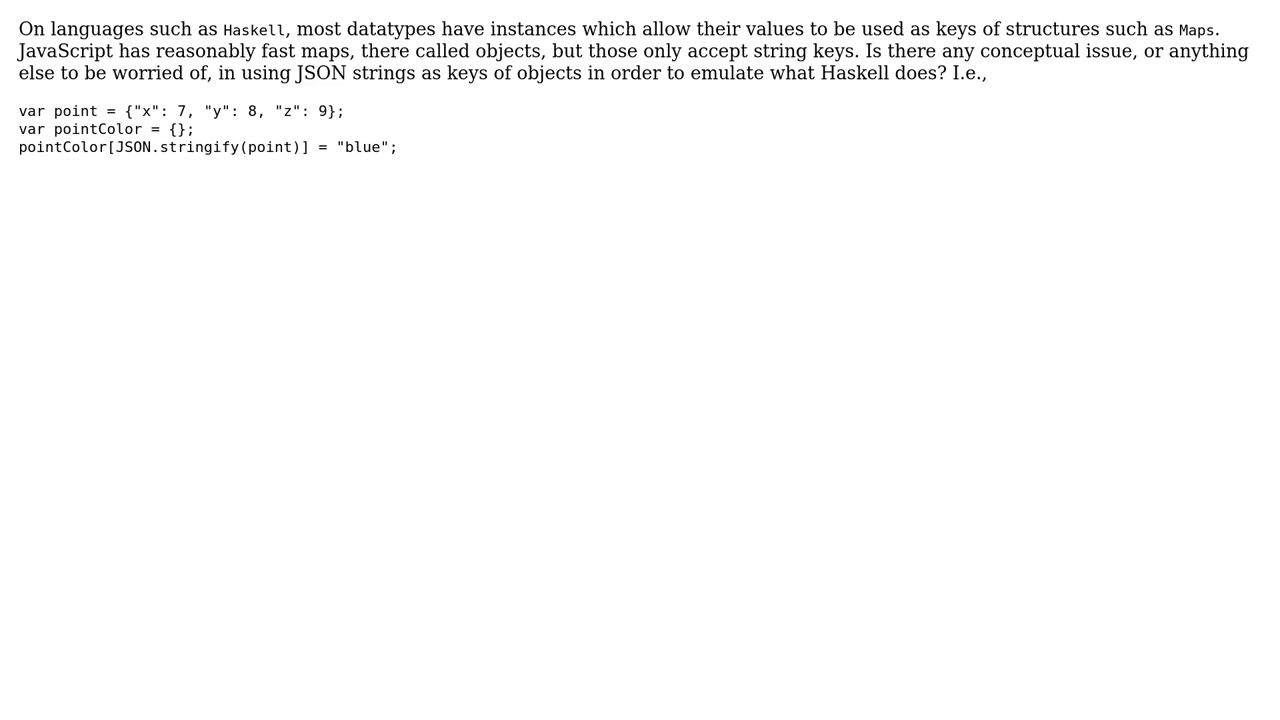 On languages such as Haskell, most datatypes have instances which allow their values to be used as keys of structures such as Maps.
JavaScript has reasonably fast maps, there called objects, but those only accept string keys. Is there any conceptual issue, or anything
else to be worried of, in using JSON strings as keys of objects in order to emulate what Haskell does? I.e.,
var point = {"x": 7, "y": 8, "z": 9};
var pointColor = {};
pointColor[JSON.stringify(point)] = "blue";